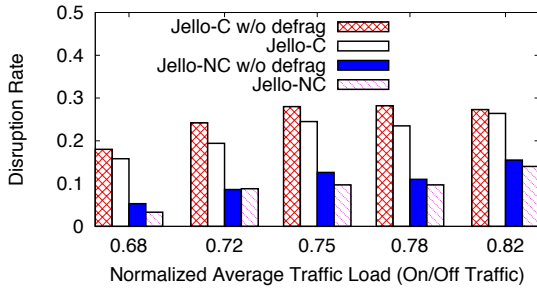 0.5
0.4
0.3
0.2
0.1
0
Disruption Rate
Jello-C w/o defrag
Jello-C
Jello-NC w/o defrag
Jello-NC
0.68 0.72 0.75 0.78 0.82
Normalized Average Traffic Load (On/Off Traffic)